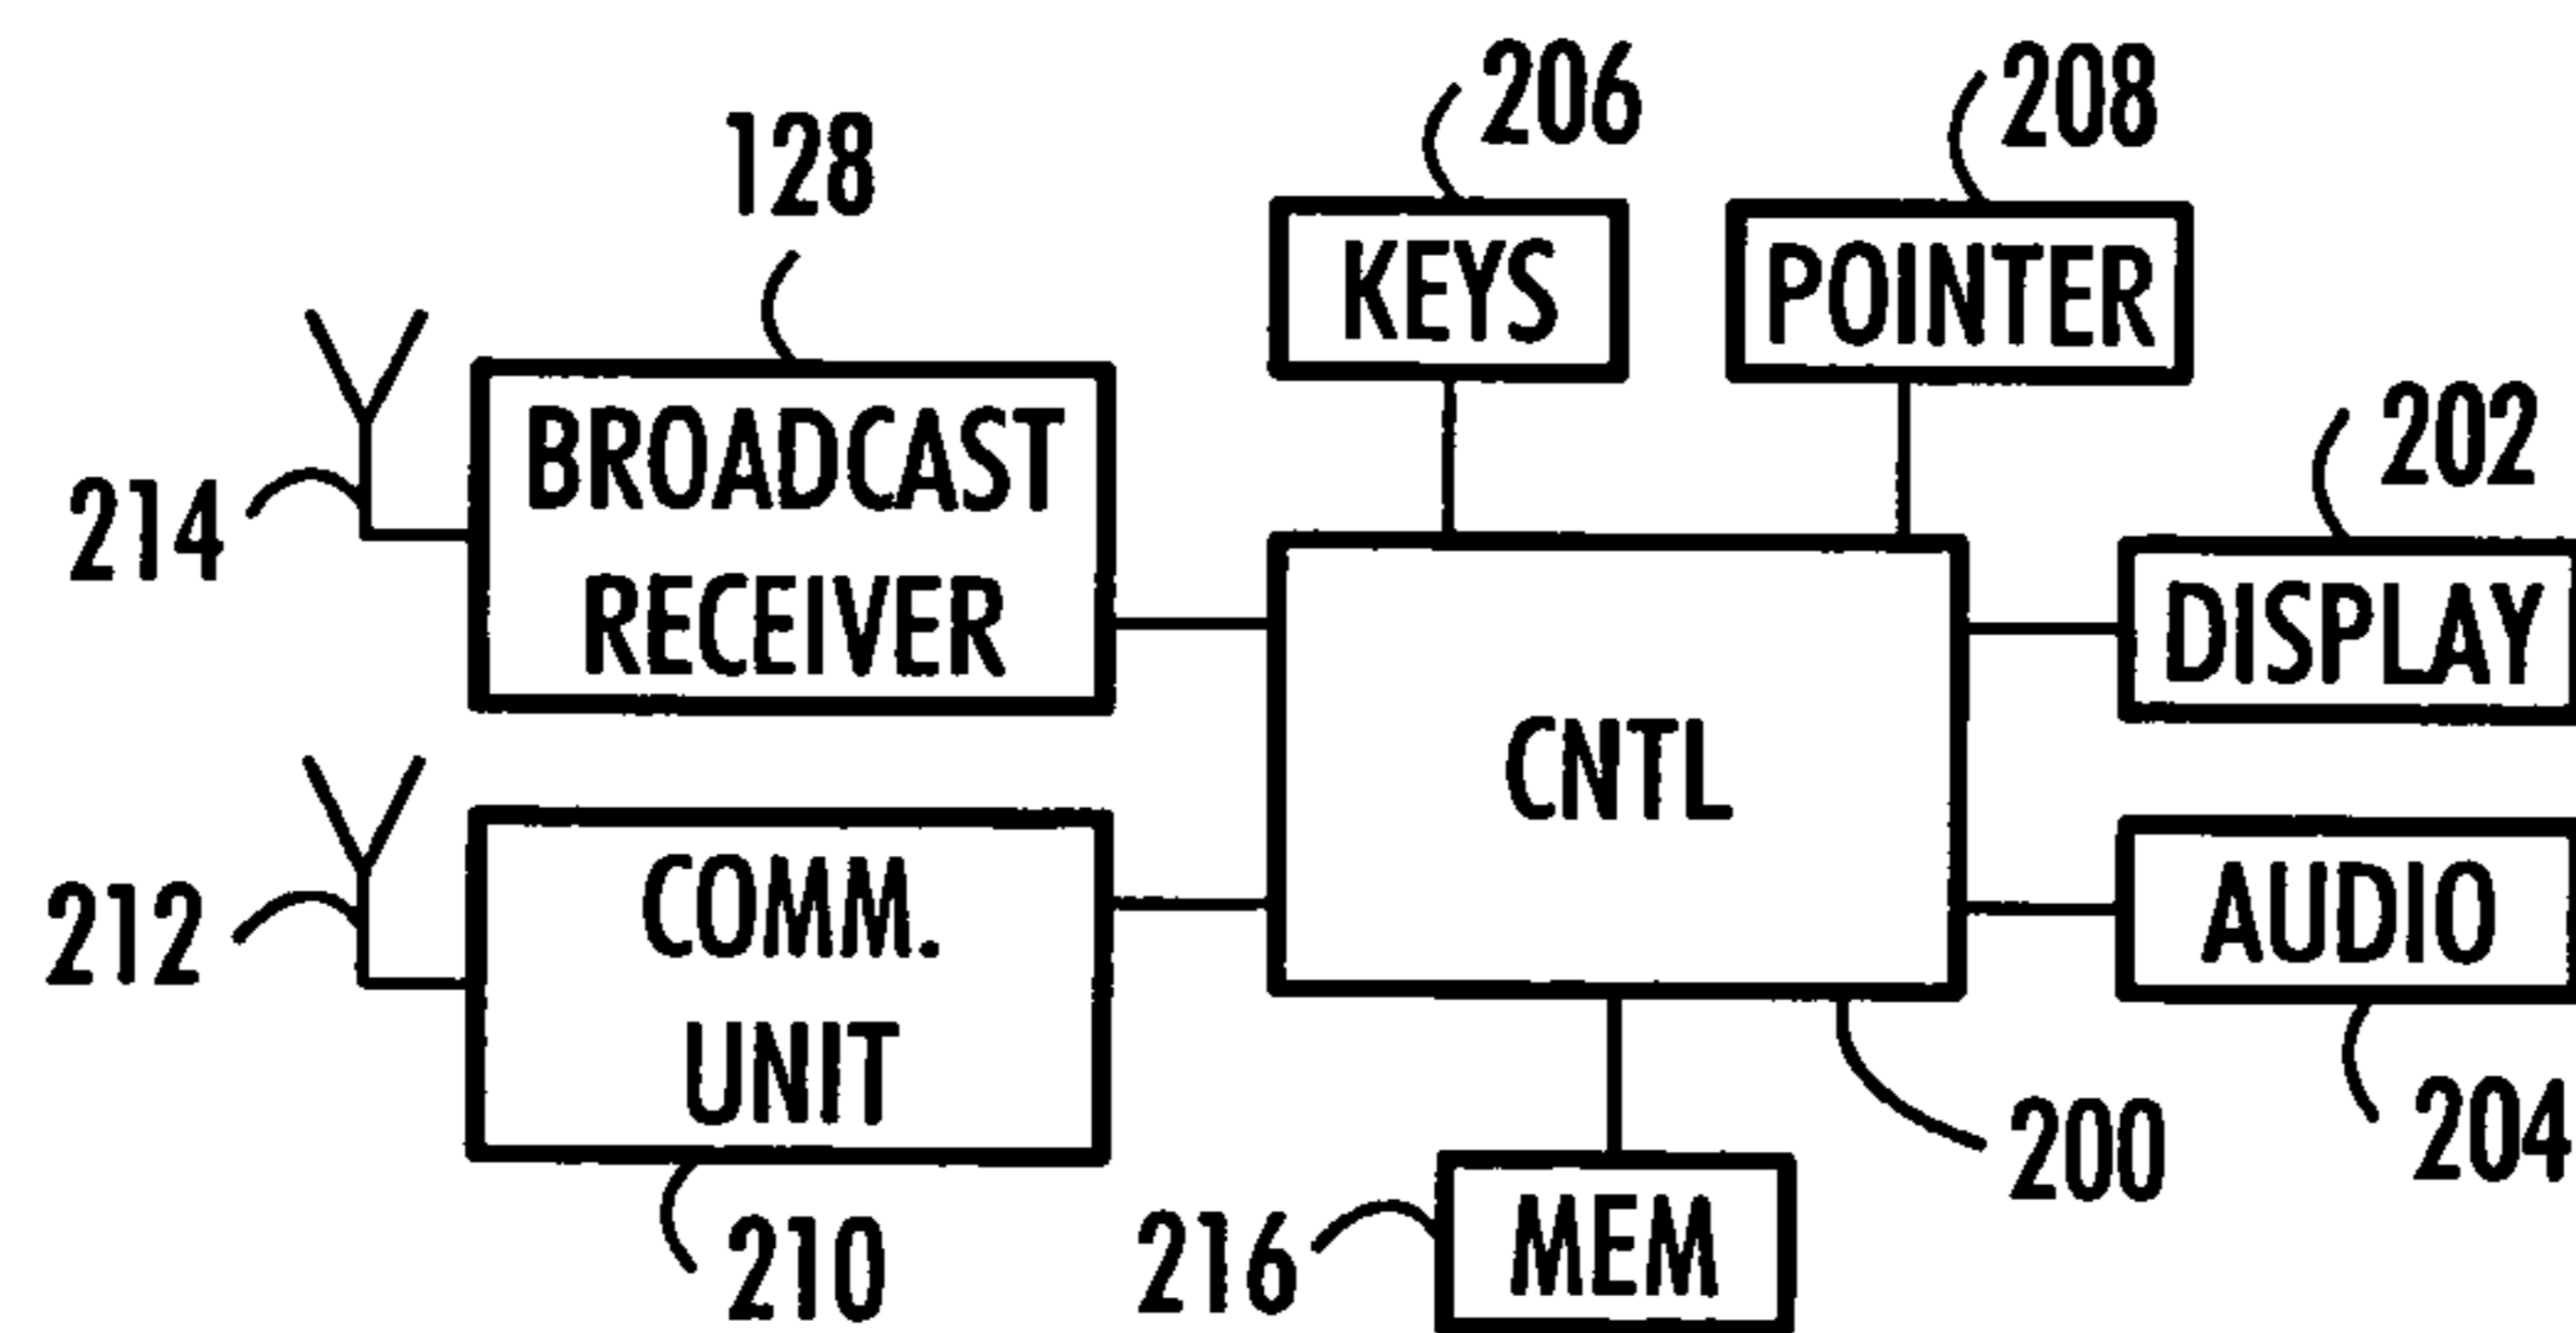 206
208
128
KEYS
POINTER
202
214
BROADCAST
RECEIVER
DISPLAY
CNTL
212
COMM.
UNIT
AUDIO
200
204
210
216
MEM